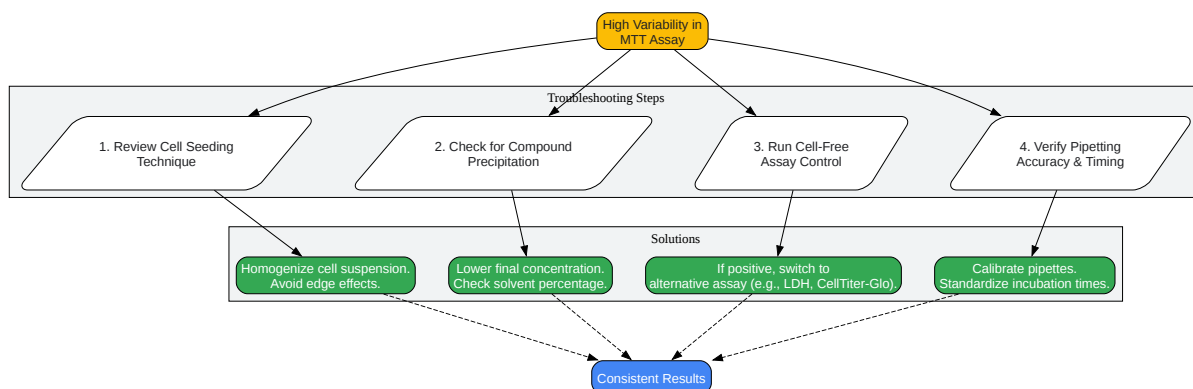 High Variability in
MTT Assay
Troubleshooting Steps
1. Review Cell Seeding
Technique
2. Check for Compound
Precipitation
3. Run Cell-Free
Assay Control
4. Verify Pipetting
Accuracy & Timing
Solutions
Homogenize cell suspension.
Avoid edge effects.
Lower final concentration.
Check solvent percentage.
If positive, switch to
alternative assay (e.g., LDH, CellTiter-Glo).
Calibrate pipettes.
Standardize incubation times.
Consistent Results